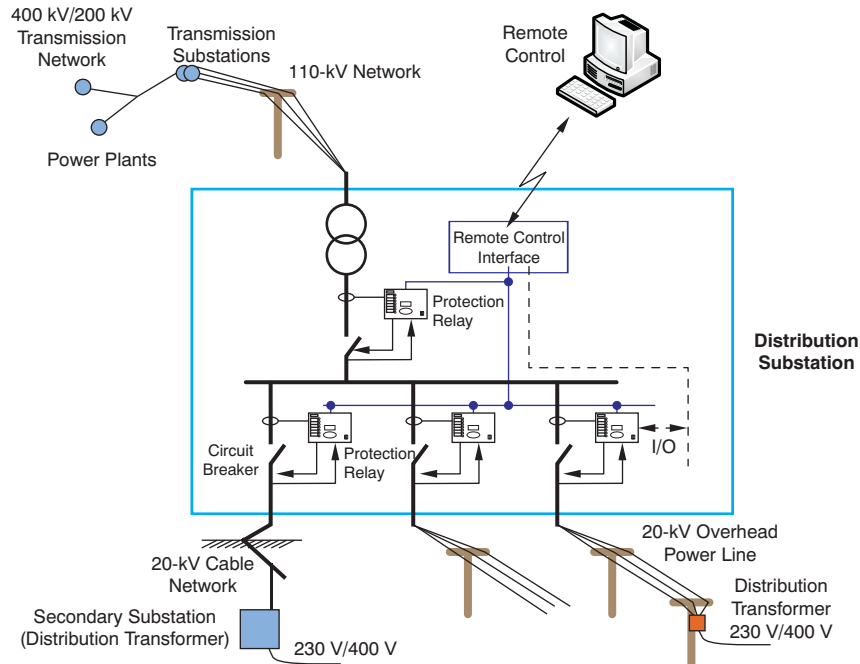 400 kV/200 kV
Transmission
Network
Transmission
Substations
110-kV Network
Power Plants
Remote
Control
Remote Control
Interface
Protection
Relay
Distribution
Substation
Circuit
Breaker
Protection
Relay
I/O
20-kV Cable
Network
20-kV Overhead
Power Line
Secondary Substation
(Distribution Transformer)
230 V/400 V
Distribution
Transformer
230 V/400 V